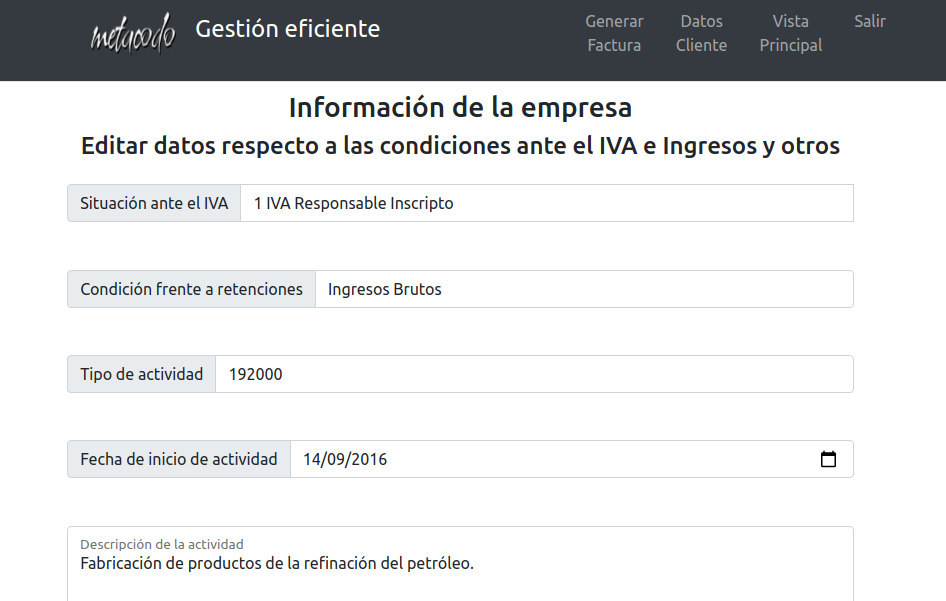 metacodo Gestión eficiente
Generar Factura
Datos Cliente
Vista Principal
Salir
Información de la empresa
Editar datos respecto a las condiciones ante el IVA e Ingresos y otros
Situación ante el IVA 1 IVA Responsable Inscripto
Condición frente a retenciones Ingresos Brutos
Tipo de actividad 192000
Fecha de inicio de actividad 14/09/2016
Descripción de la actividad
Fabricación de productos de la refinación del petróleo.